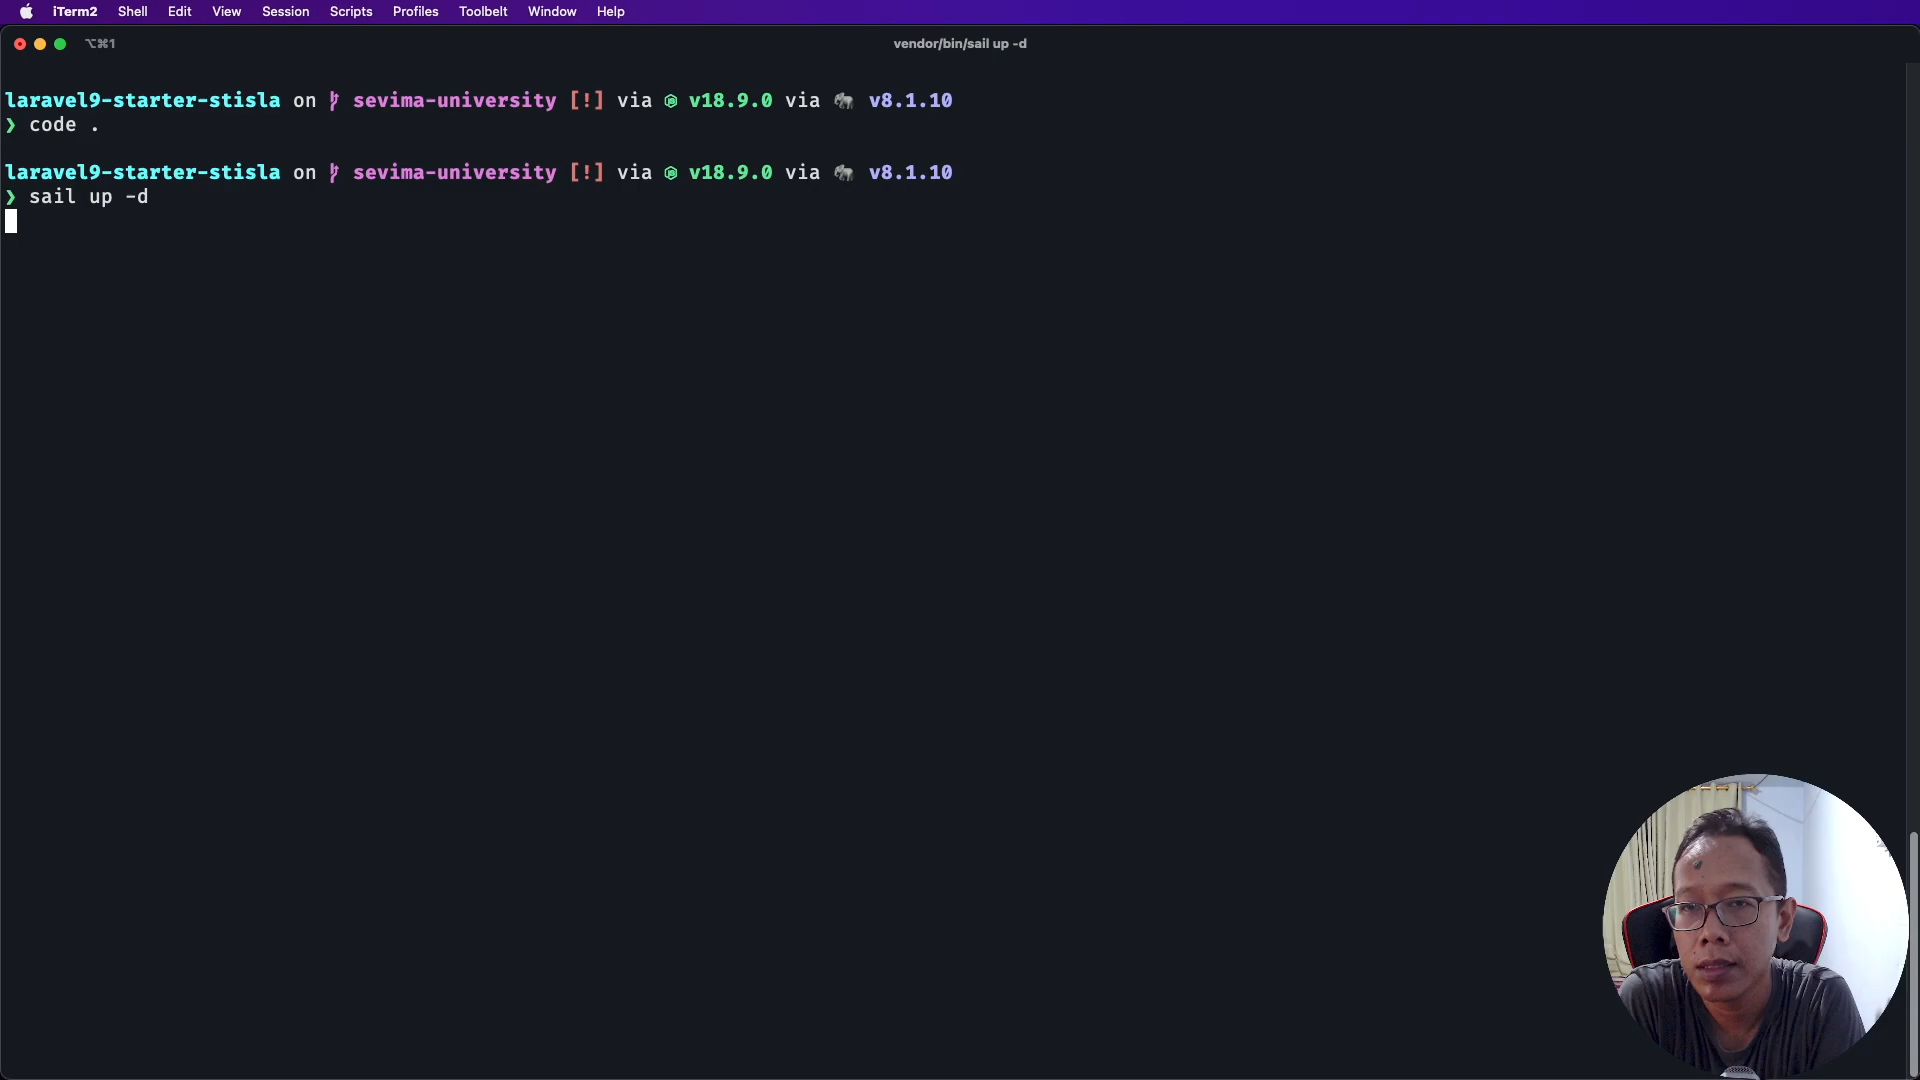 iTerm2 Shell Edit View Session Scripts Profiles Toolbelt Window Help
⌥⌘1 vendor/bin/sail up -d
laravel9-starter-stisla on sevima-university [!] via v18.9.0 via 🐘 v8.1.10
❯ code .
laravel9-starter-stisla on sevima-university [!] via v18.9.0 via 🐘 v8.1.10
❯ sail up -d